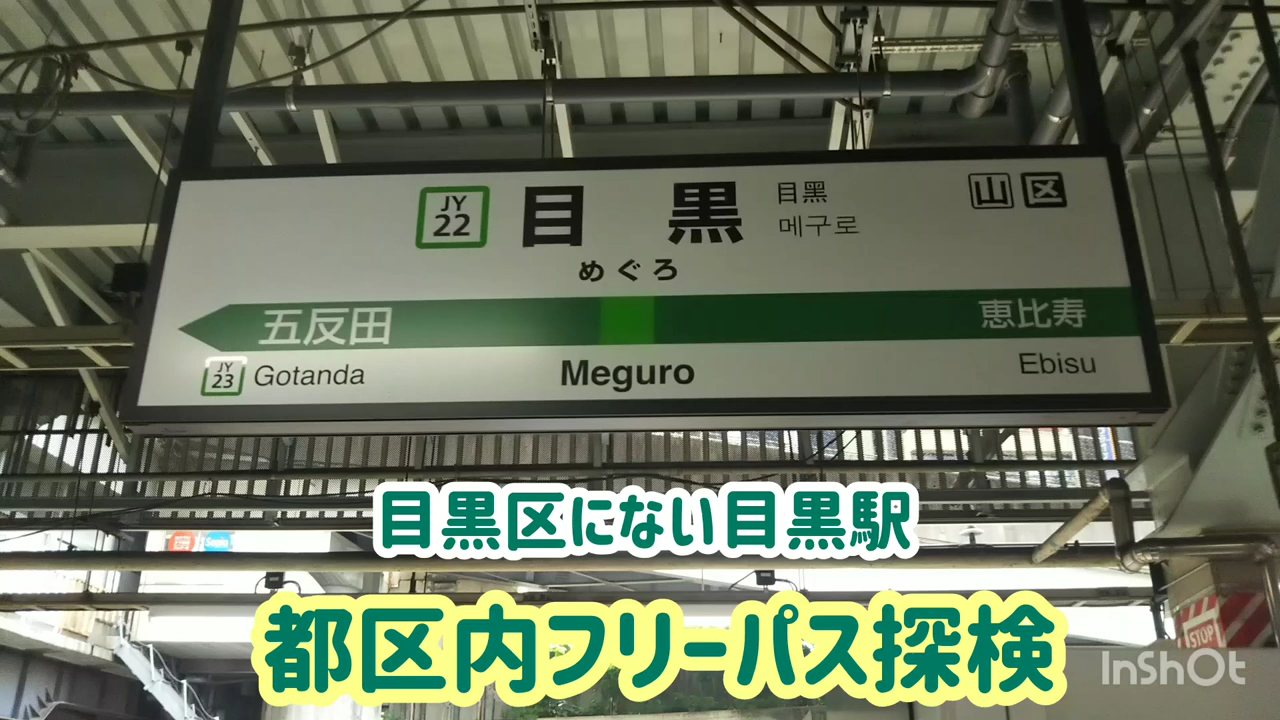 JY
22
目黒
目黑
메구로
山 区
めぐろ
五反田
恵比寿
JY
23
Gotanda
Meguro
Ebisu
目黒区にない目黒駅
都区内フリーパス探検
STOP
InShOt